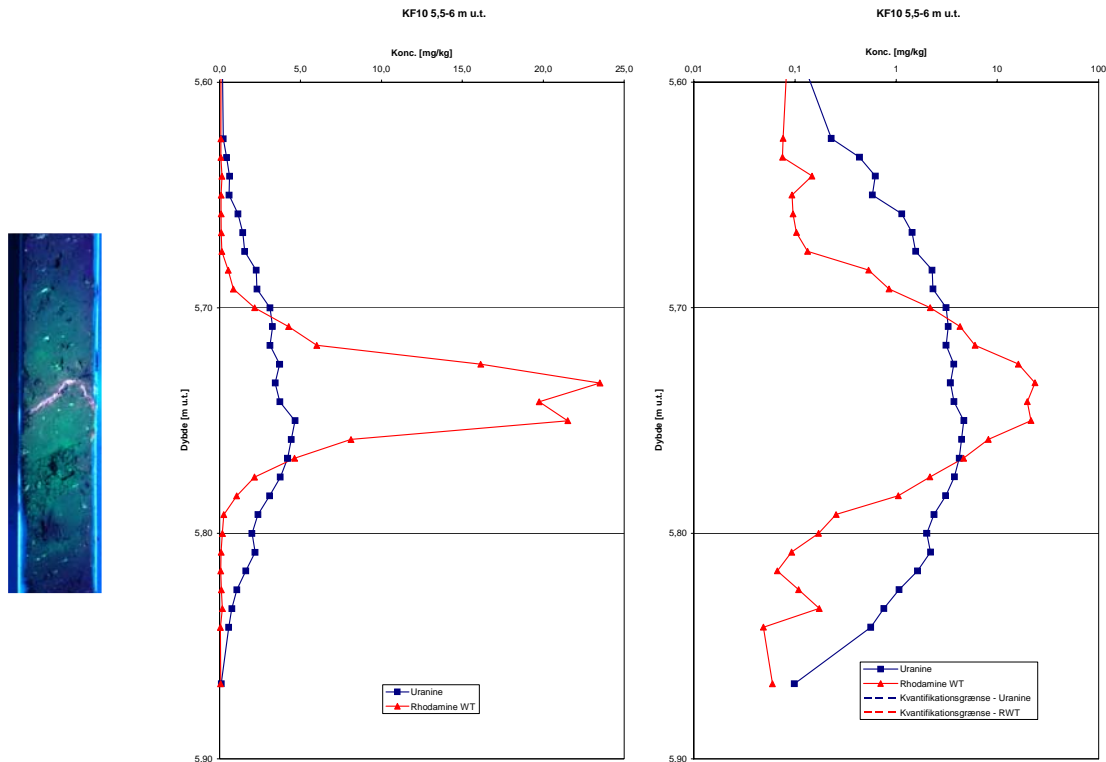 KF10 5,5-6 m u.t.
Konc. [mg/kg]
0,0 5,0 10,0 15,0 20,0 25,0
5,60
5,70
5,80
5,90
Dybde [m u.t.]
Uranine
Rhodamine WT
KF10 5,5-6 m u.t.
Konc. [mg/kg]
0,01 0,1 1 10 100
5,60
5,70
5,80
5,90
Dybde [m u.t.]
Uranine
Rhodamine WT
Kvantifikationsgrænse - Uranine
Kvantifikationsgrænse - RWT